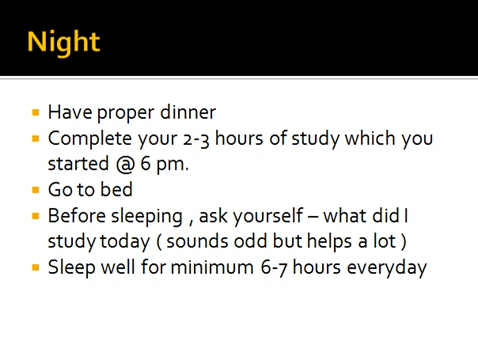 Night
Have proper dinner
Complete your 2-3 hours of study which you
started @ 6 pm.
Go to bed
Before sleeping , ask yourself – what did I
study today ( sounds odd but helps a lot )
Sleep well for minimum 6-7 hours everyday